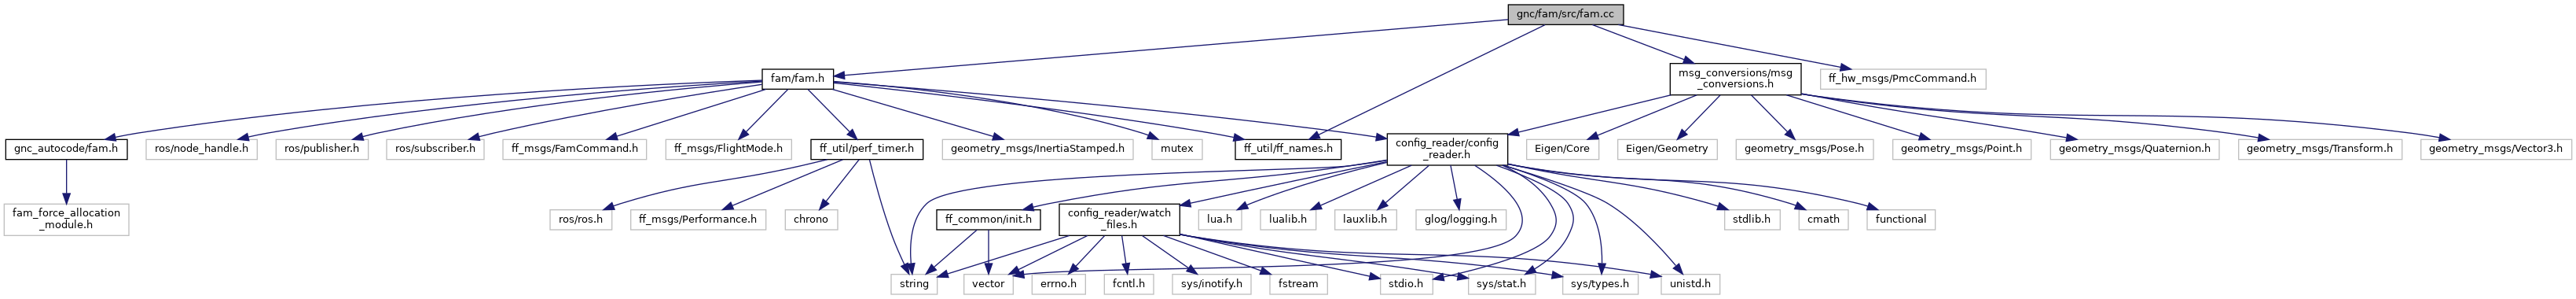 gnc/fam/src/fam.cc
fam/fam.h
msg_conversions/msg
_conversions.h
ff_hw_msgs/PmcCommand.h
gnc_autocode/fam.h
ros/node_handle.h
ros/publisher.h
ros/subscriber.h
ff_msgs/FamCommand.h
ff_msgs/FlightMode.h
ff_util/perf_timer.h
geometry_msgs/InertiaStamped.h
mutex
ff_util/ff_names.h
config_reader/config
_reader.h
Eigen/Core
Eigen/Geometry
geometry_msgs/Pose.h
geometry_msgs/Point.h
geometry_msgs/Quaternion.h
geometry_msgs/Transform.h
geometry_msgs/Vector3.h
fam_force_allocation
_module.h
ros/ros.h
ff_msgs/Performance.h
chrono
ff_common/init.h
config_reader/watch
_files.h
lua.h
lualib.h
lauxlib.h
glog/logging.h
stdlib.h
cmath
functional
string
vector
errno.h
fcntl.h
sys/inotify.h
fstream
stdio.h
sys/stat.h
sys/types.h
unistd.h